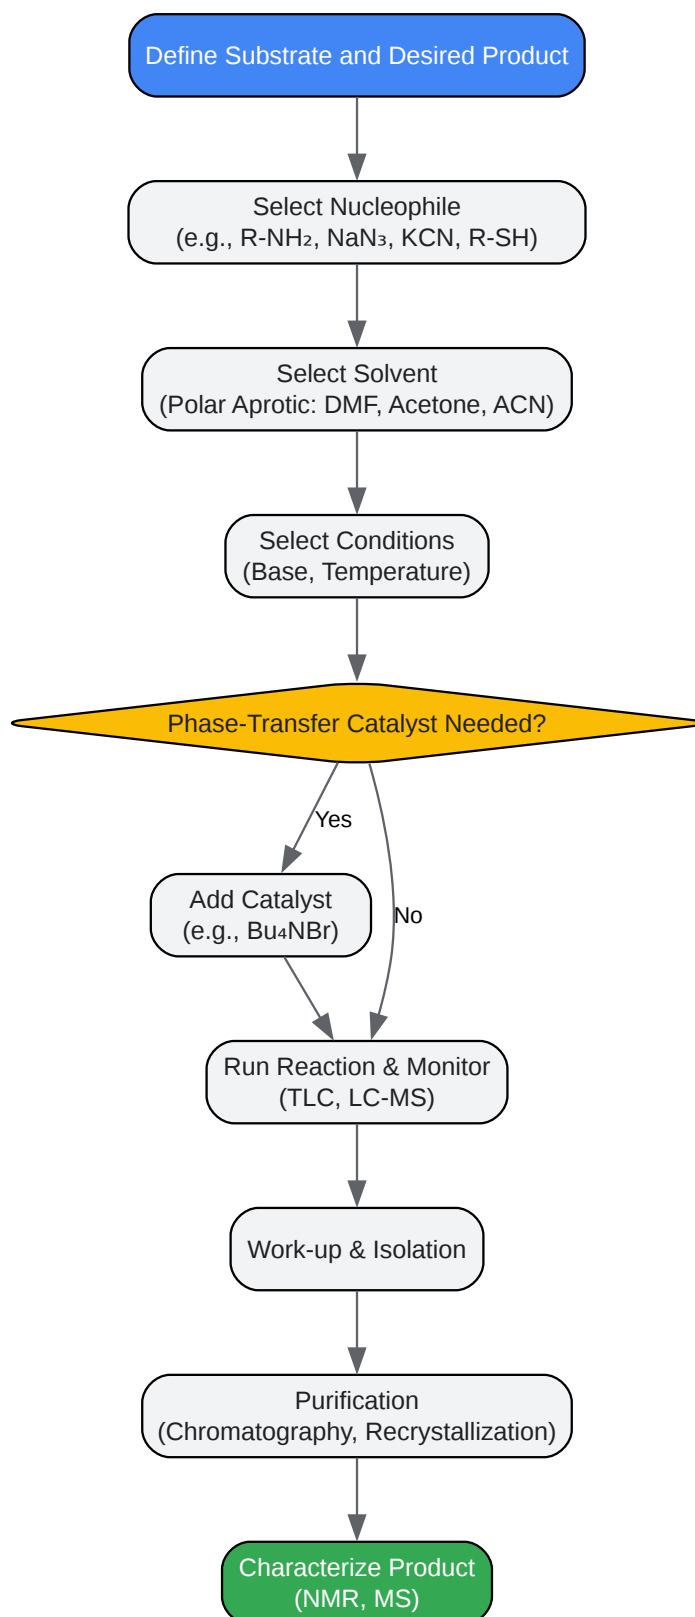 Define Substrate and Desired Product
Select Nucleophile
(e.g., R-NH₂, NaN₃, KCN, R-SH)
Select Solvent
(Polar Aprotic: DMF, Acetone, ACN)
Select Conditions
(Base, Temperature)
Phase-Transfer Catalyst Needed?
Yes
Add Catalyst
(e.g., Bu₄NBr)
No
Run Reaction & Monitor
(TLC, LC-MS)
Work-up & Isolation
Purification
(Chromatography, Recrystallization)
Characterize Product
(NMR, MS)